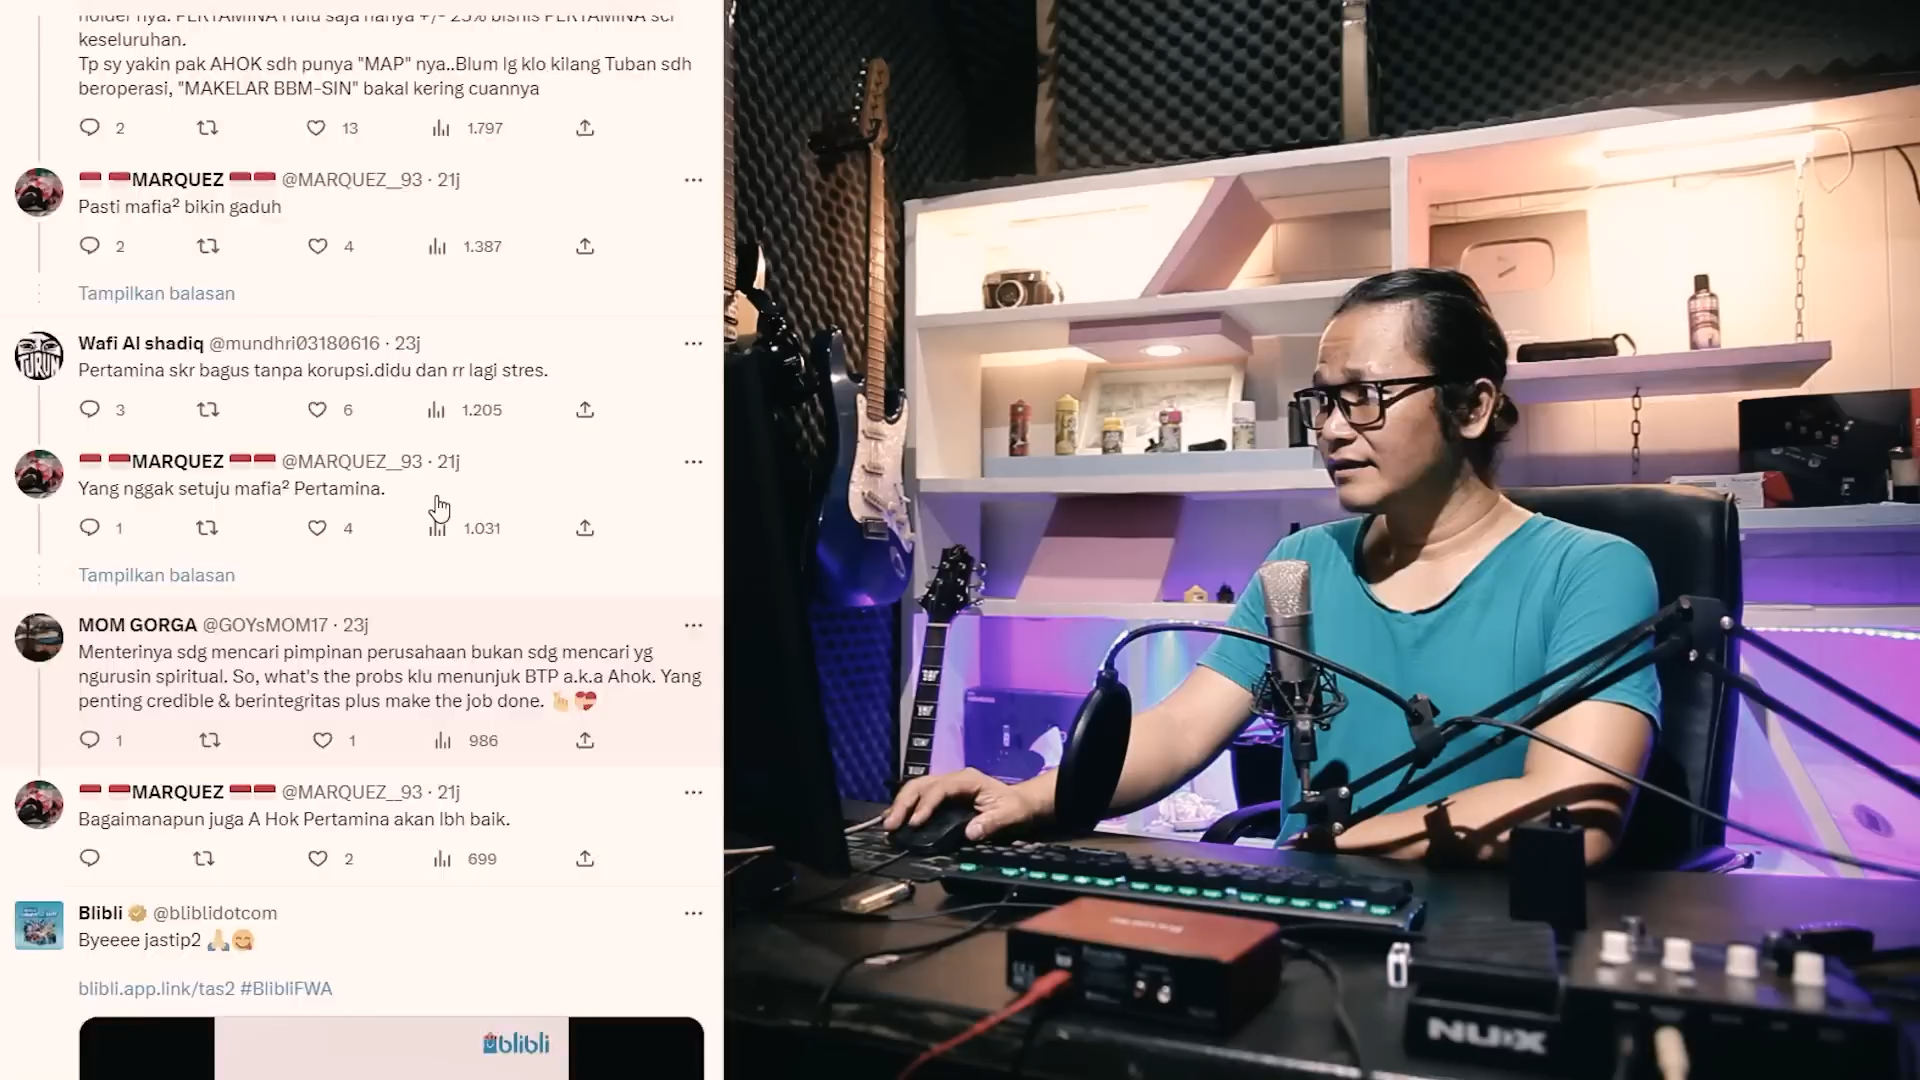 keseluruhan.
Tp sy yakin pak AHOK sdh punya "MAP" nya..Blum lg klo kilang Tuban sdh
beroperasi, "MAKELAR BBM-SIN" bakal kering cuannya
2 13 1.797
MARQUEZ @MARQUEZ__93 · 21j
Pasti mafia² bikin gaduh
2 4 1.387
Tampilkan balasan
Wafi Al shadiq @mundhri03180616 · 23j
Pertamina skr bagus tanpa korupsi.didu dan rr lagi stres.
3 6 1.205
MARQUEZ @MARQUEZ__93 · 21j
Yang nggak setuju mafia² Pertamina.
1 4 1.031
Tampilkan balasan
MOM GORGA @GOYsMOM17 · 23j
Menterinya sdg mencari pimpinan perusahaan bukan sdg mencari yg
ngurusin spiritual. So, what's the probs klu menunjuk BTP a.k.a Ahok. Yang
penting credible & berintegritas plus make the job done.
1 1 986
MARQUEZ @MARQUEZ__93 · 21j
Bagaimanapun juga A Hok Pertamina akan lbh baik.
2 699
Blibli @bliblidotcom
Byeeee jastip2
blibli.app.link/tas2 #BlibliFWA
blibli
TURUN
NUX